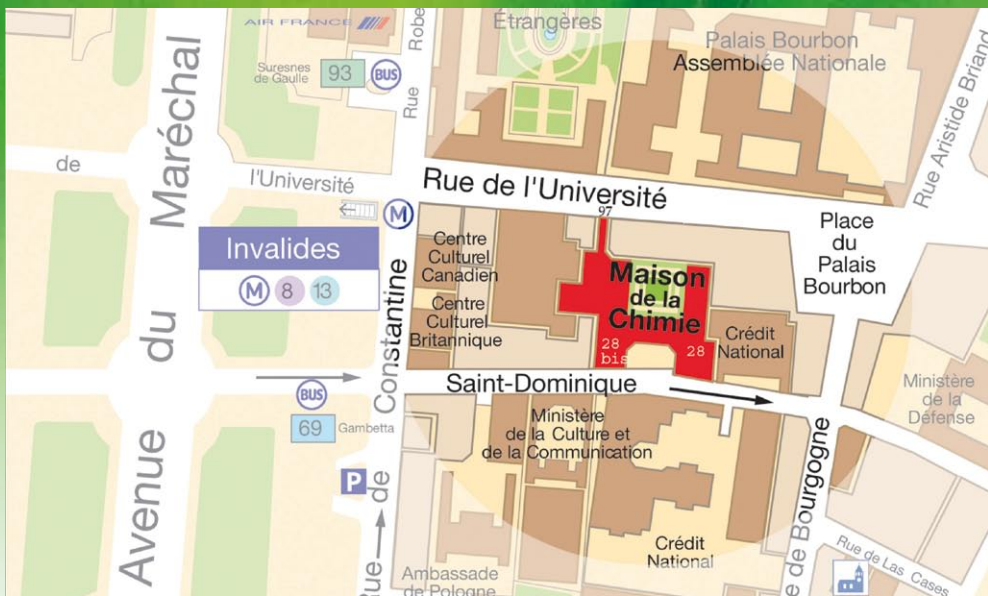 AIR FRANCE
Suresnes
de Gaulle
93
BUS
Rue Robe
Étrangères
Palais Bourbon
Assemblée Nationale
Rue Aristide Briand
de
l'Université
Rue de l'Université
Avenue du Maréchal
M
Invalides
M 8 13
Centre
Culturel
Canadien
Centre
Culturel
Britannique
97
Maison
de la
Chimie
28
bis
28
Crédit
National
Place
du
Palais
Bourbon
Rue de Constantine
Saint-Dominique
BUS
69
Gambetta
P
Ministère
de la Culture et
de la Communication
Ministère
de la
Défense
Crédit
National
e de Bourgogne
Rue de Las Cases
Ambassade
de Pologne